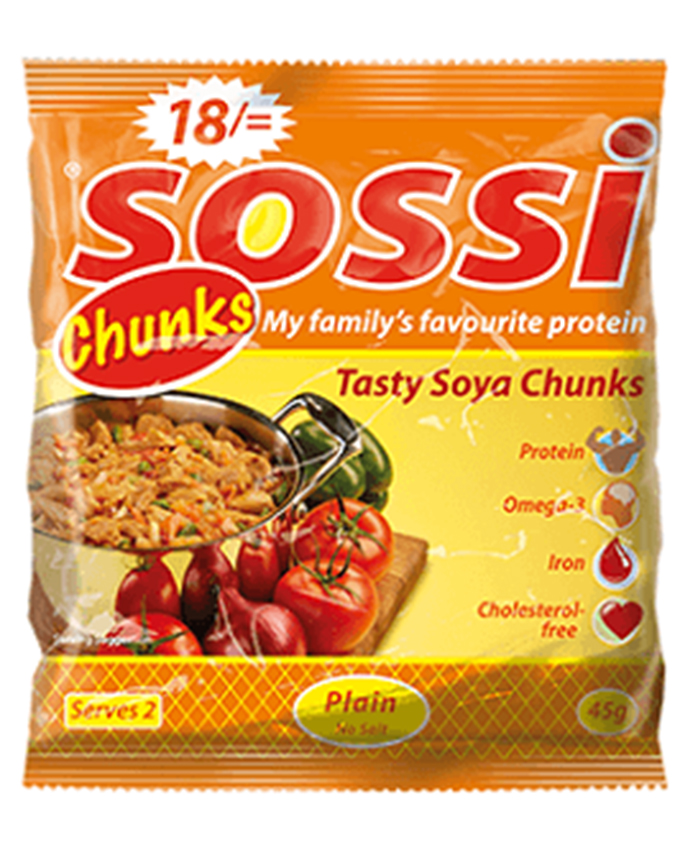 18/=
®
SOSSi
Chunks
My family's favourite protein
Tasty Soya Chunks
Protein
Omega-3
Iron
Cholesterol-
free
Serves 2
Plain
No Salt
45g